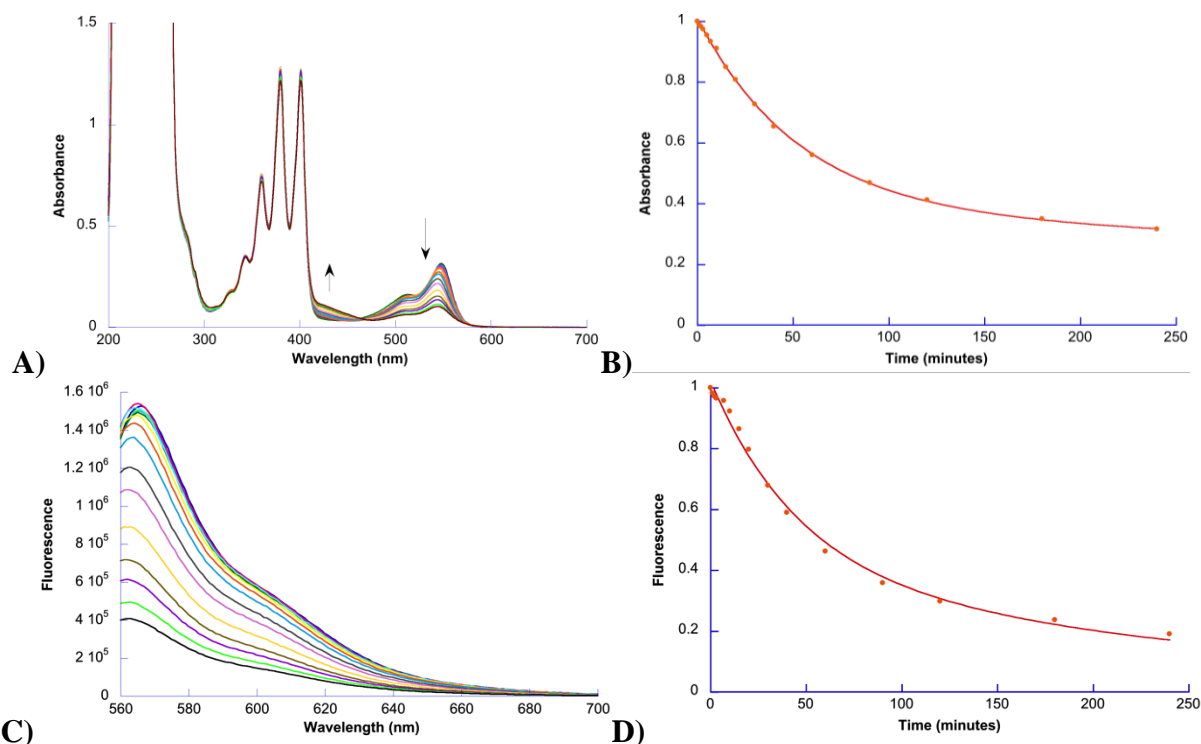 1.5
1
0.5
0
Absorbance
200 300 400 500 600 700
Wavelength (nm)
A)
1
0.8
0.6
0.4
0.2
0
Absorbance
0 50 100 150 200 250
Time (minutes)
B)
1.6 10⁶
1.4 10⁶
1.2 10⁶
1 10⁶
8 10⁵
6 10⁵
4 10⁵
2 10⁵
0
Fluorescence
560 580 600 620 640 660 680 700
Wavelength (nm)
C)
1
0.8
0.6
0.4
0.2
0
Fluorescence
0 50 100 150 200 250
Time (minutes)
D)